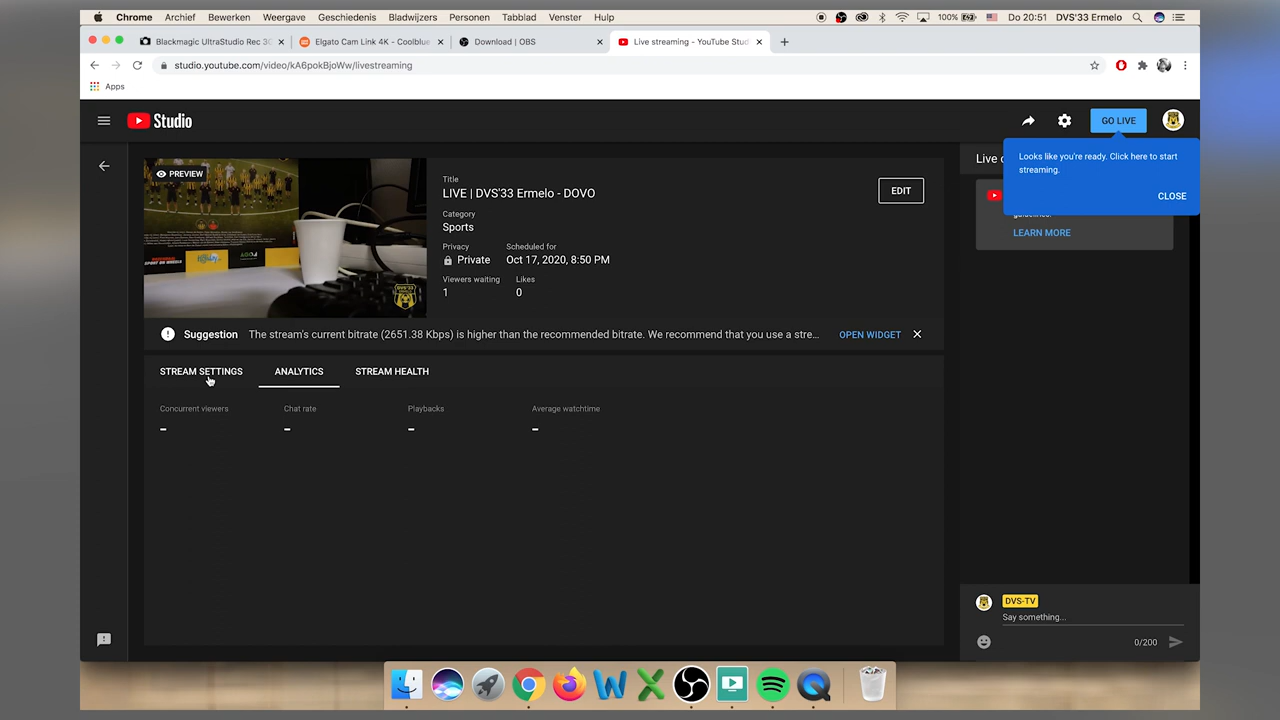 Chrome Archief Bewerken Weergave Geschiedenis Bladwijzers Personen Tabblad Venster Help 100% Do 20:51 DVS'33 Ermelo
Blackmagic UltraStudio Rec 3G Elgato Cam Link 4K - Coolblue Download | OBS Live streaming - YouTube Stud
studio.youtube.com/video/kA6pokBjoWw/livestreaming
Apps
Studio
GO LIVE
Looks like you're ready. Click here to start
streaming.
CLOSE
Live c
LEARN MORE
PREVIEW
Title
LIVE | DVS'33 Ermelo - DOVO
EDIT
Category
Sports
Privacy Scheduled for
Private Oct 17, 2020, 8:50 PM
Viewers waiting Likes
1 0
Suggestion The stream's current bitrate (2651.38 Kbps) is higher than the recommended bitrate. We recommend that you use a stre... OPEN WIDGET
STREAM SETTINGS ANALYTICS STREAM HEALTH
Concurrent viewers Chat rate Playbacks Average watchtime
– – – –
DVS-TV
Say something...
0/200